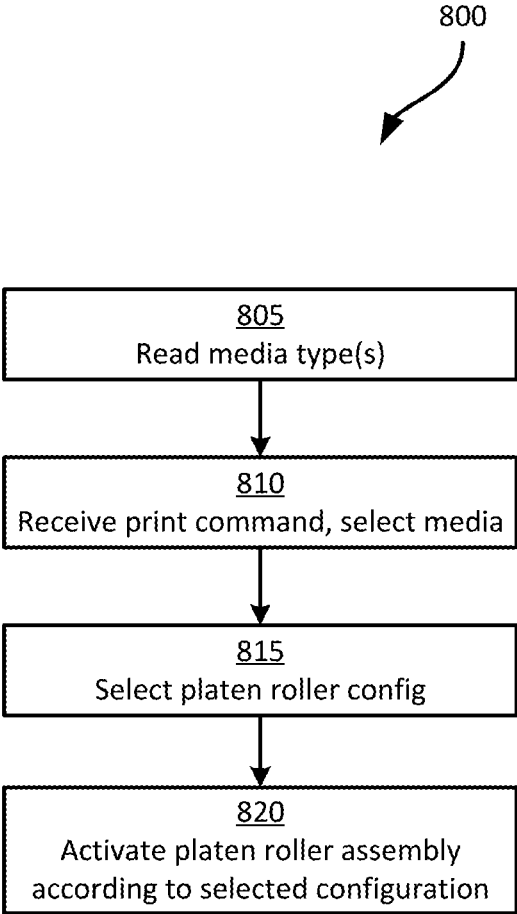 800
805
Read media type(s)
810
Receive print command, select media
815
Select platen roller config
820
Activate platen roller assembly
according to selected configuration